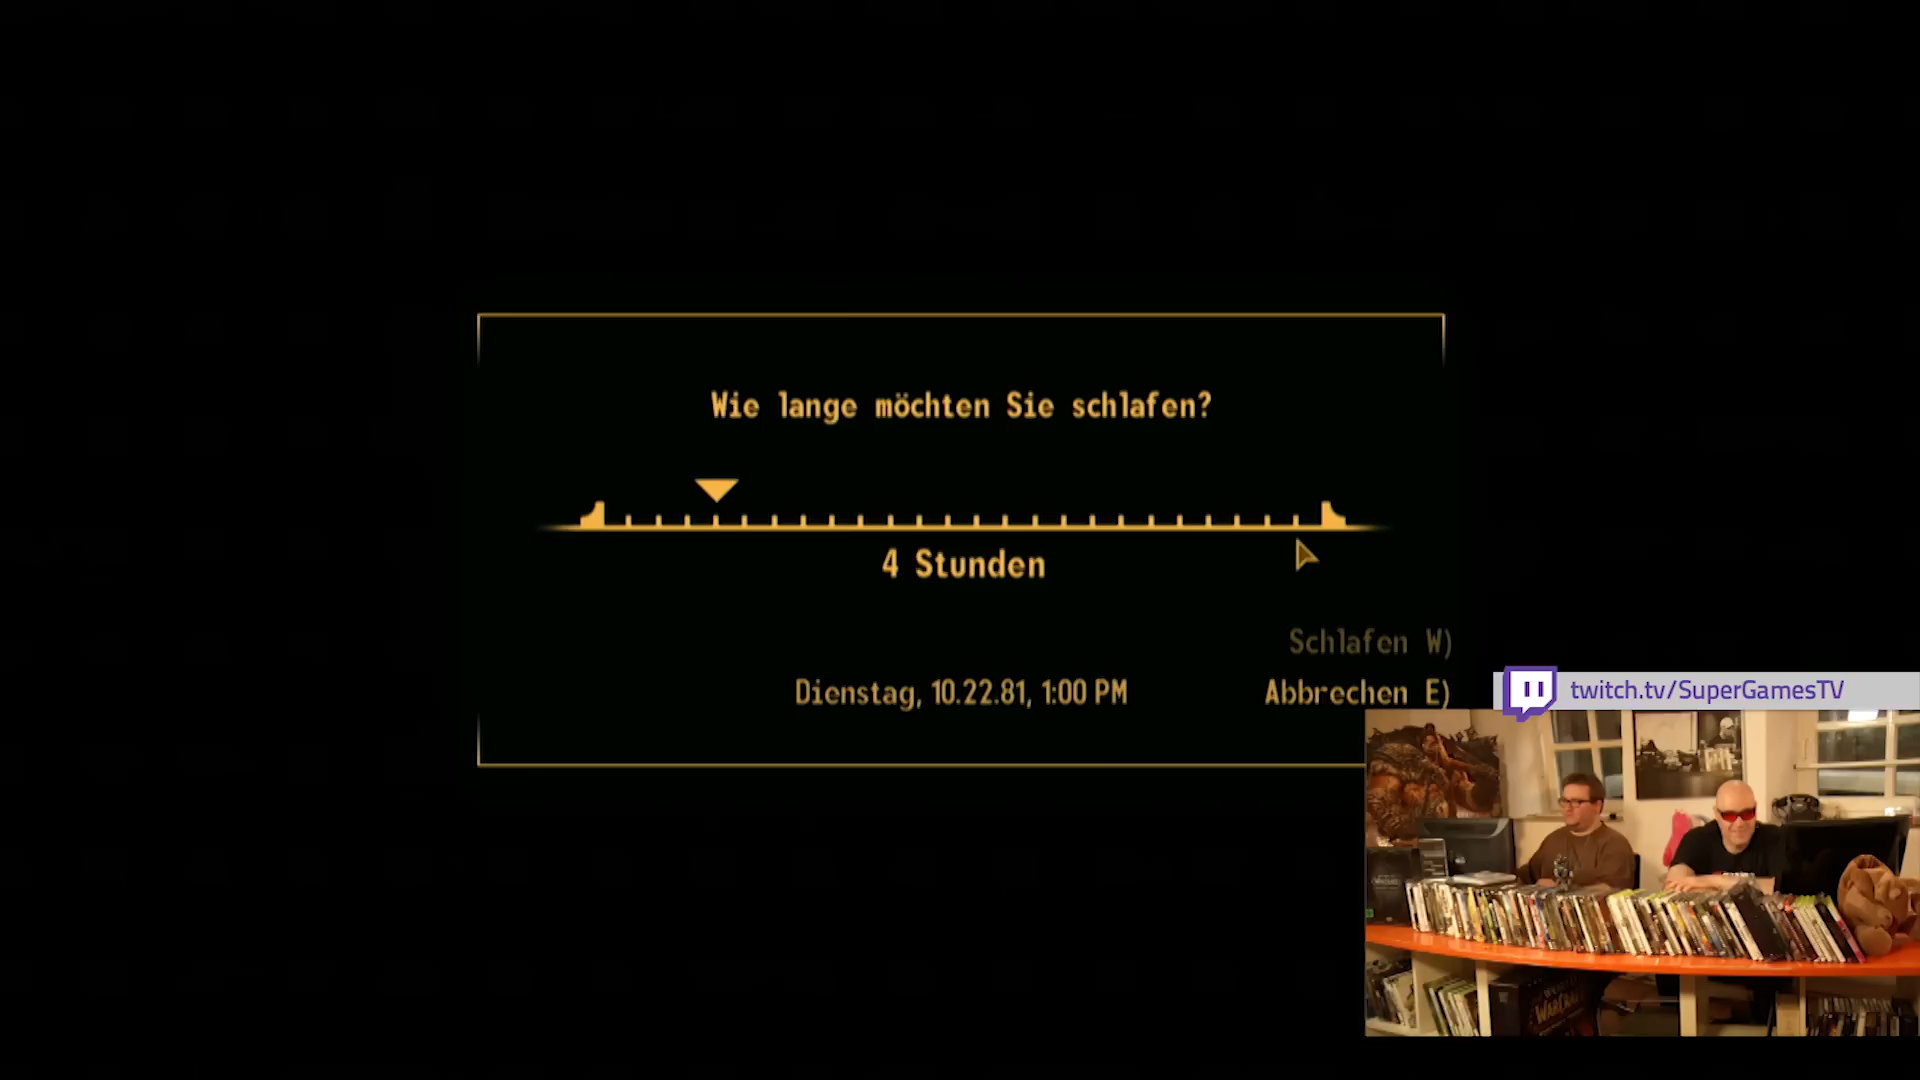 Wie lange möchten Sie schlafen?
4 Stunden
Schlafen W)
Dienstag, 10.22.81, 1:00 PM
Abbrechen E)
twitch.tv/SuperGamesTV
WARCRAFT